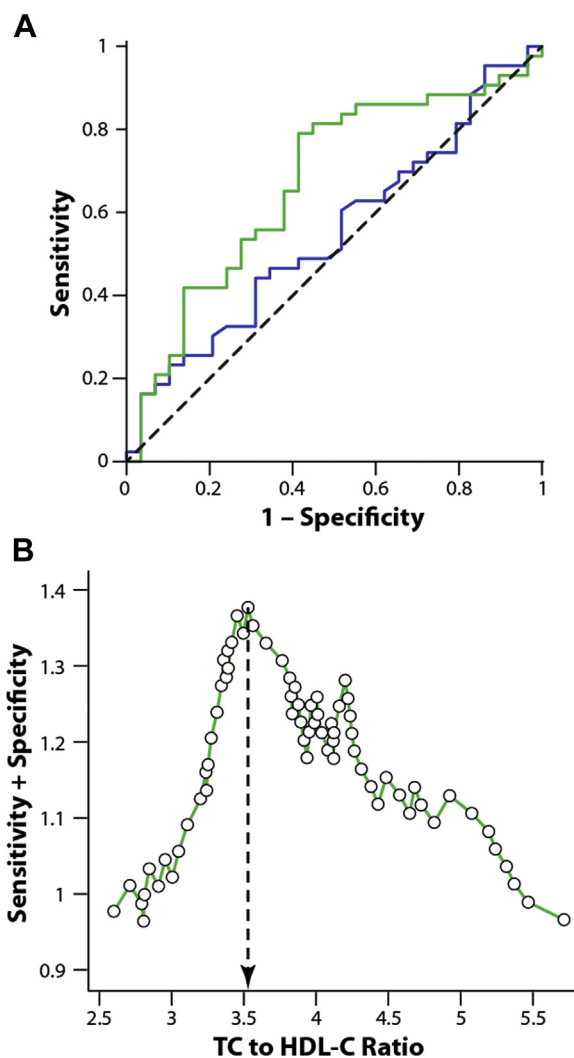 A
1
0.8
0.6
0.4
0.2
0
Sensitivity
0 0.2 0.4 0.6 0.8 1
1 – Specificity
B
1.4
1.3
1.2
1.1
1
0.9
Sensitivity + Specificity
2.5 3 3.5 4 4.5 5 5.5
TC to HDL-C Ratio